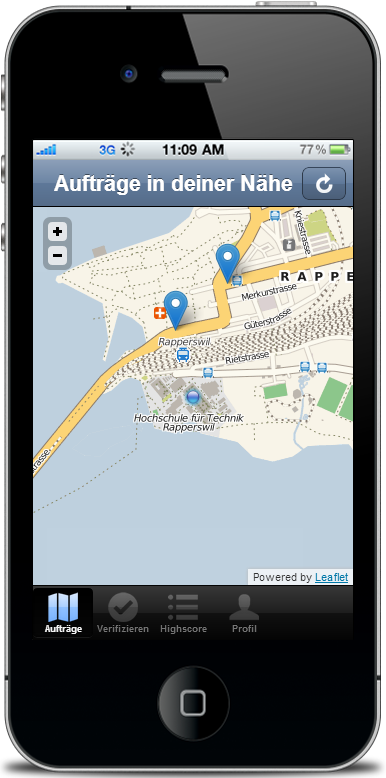 3G 11:09 AM 77%
Aufträge in deiner Nähe
+
Kniestrasse
−
RAPPE
Merkurstrasse
Güterstrasse
Rapperswil
Rietstrasse
Hochschule für Technik
Rapperswil
strasse
Powered by Leaflet
Aufträge Verifizieren Highscore Profil